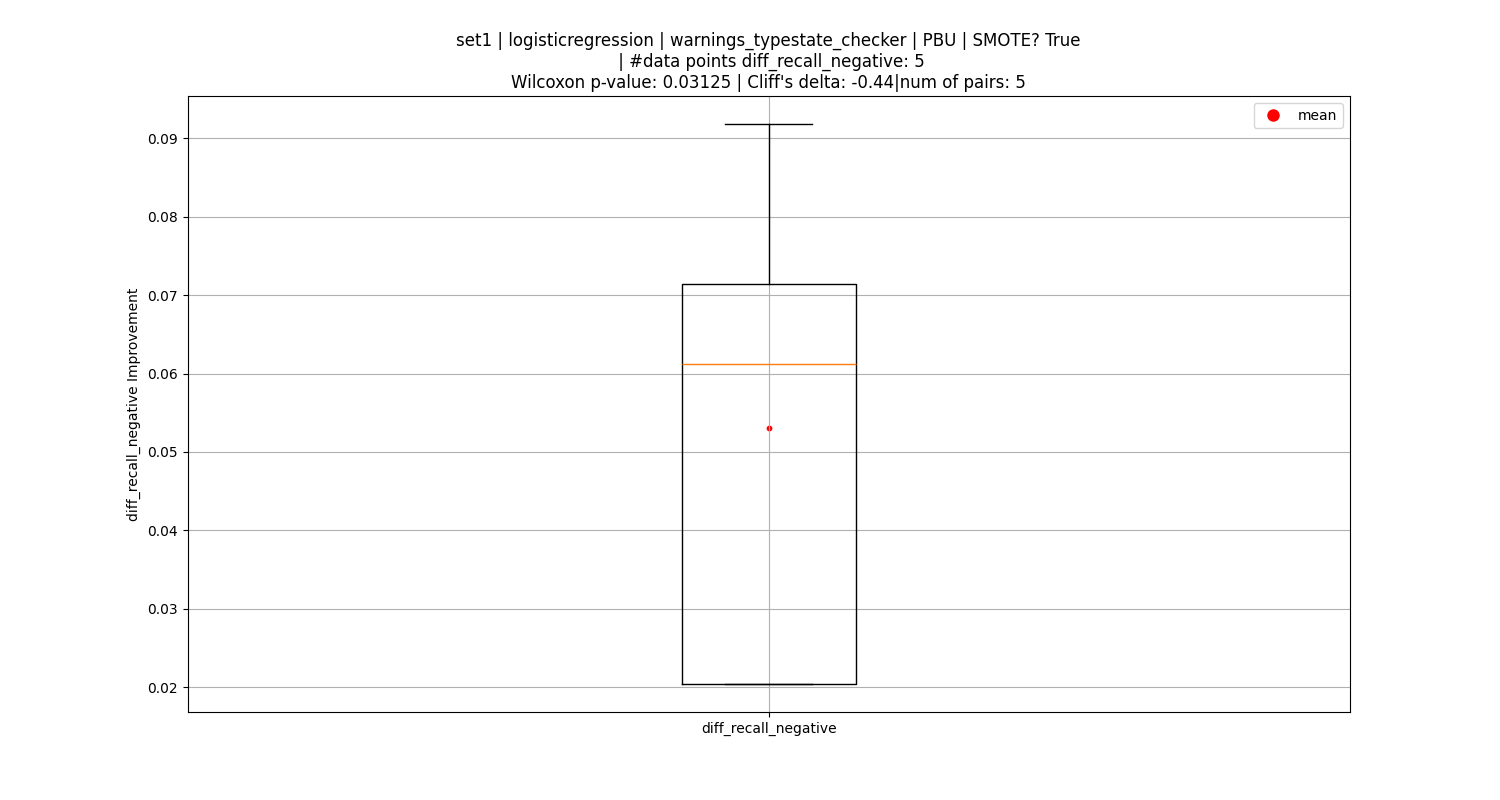 set1 | logisticregression | warnings_typestate_checker | PBU | SMOTE? True
| #data points diff_recall_negative: 5
Wilcoxon p-value: 0.03125 | Cliff's delta: -0.44|num of pairs: 5
mean
0.09
0.08
0.07
0.06
0.05
0.04
0.03
0.02
diff_recall_negative Improvement
diff_recall_negative